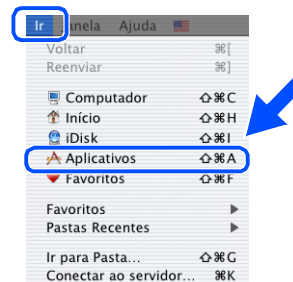 Ir Janela Ajuda
Voltar ⌘[
Reenviar ⌘]
Computador ⇧⌘C
Início ⇧⌘H
iDisk ⇧⌘I
Aplicativos ⇧⌘A
Favoritos ⇧⌘F
Favoritos ▶
Pastas Recentes ▶
Ir para Pasta... ⇧⌘G
Conectar ao servidor... ⌘K